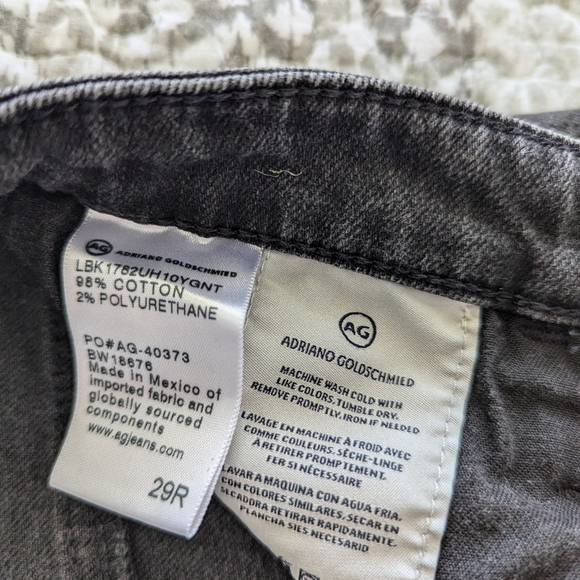 AG ADRIANO GOLDSCHMIED
LBK1782UH10YGNT
98% COTTON
2% POLYURETHANE
PO#AG-40373
BW18676
Made in Mexico of
imported fabric and
globally sourced
components
www.agjeans.com
29R
AG
ADRIANO GOLDSCHMIED
MACHINE WASH COLD WITH
LIKE COLORS, TUMBLE DRY.
REMOVE PROMPTLY, IRON IF NEEDED
LAVAGE EN MACHINE À FROID AVEC
COMME COULEURS. SÈCHE-LINGE
À RETIRER PROMPTEMENT.
FER SI NÉCESSAIRE
LAVAR A MAQUINA CON AGUA FRIA,
CON COLORES SIMILARES, SECAR EN
SECADORA RETIRAR RAPIDAMENTE.
PLANCHA SIES NECESARID